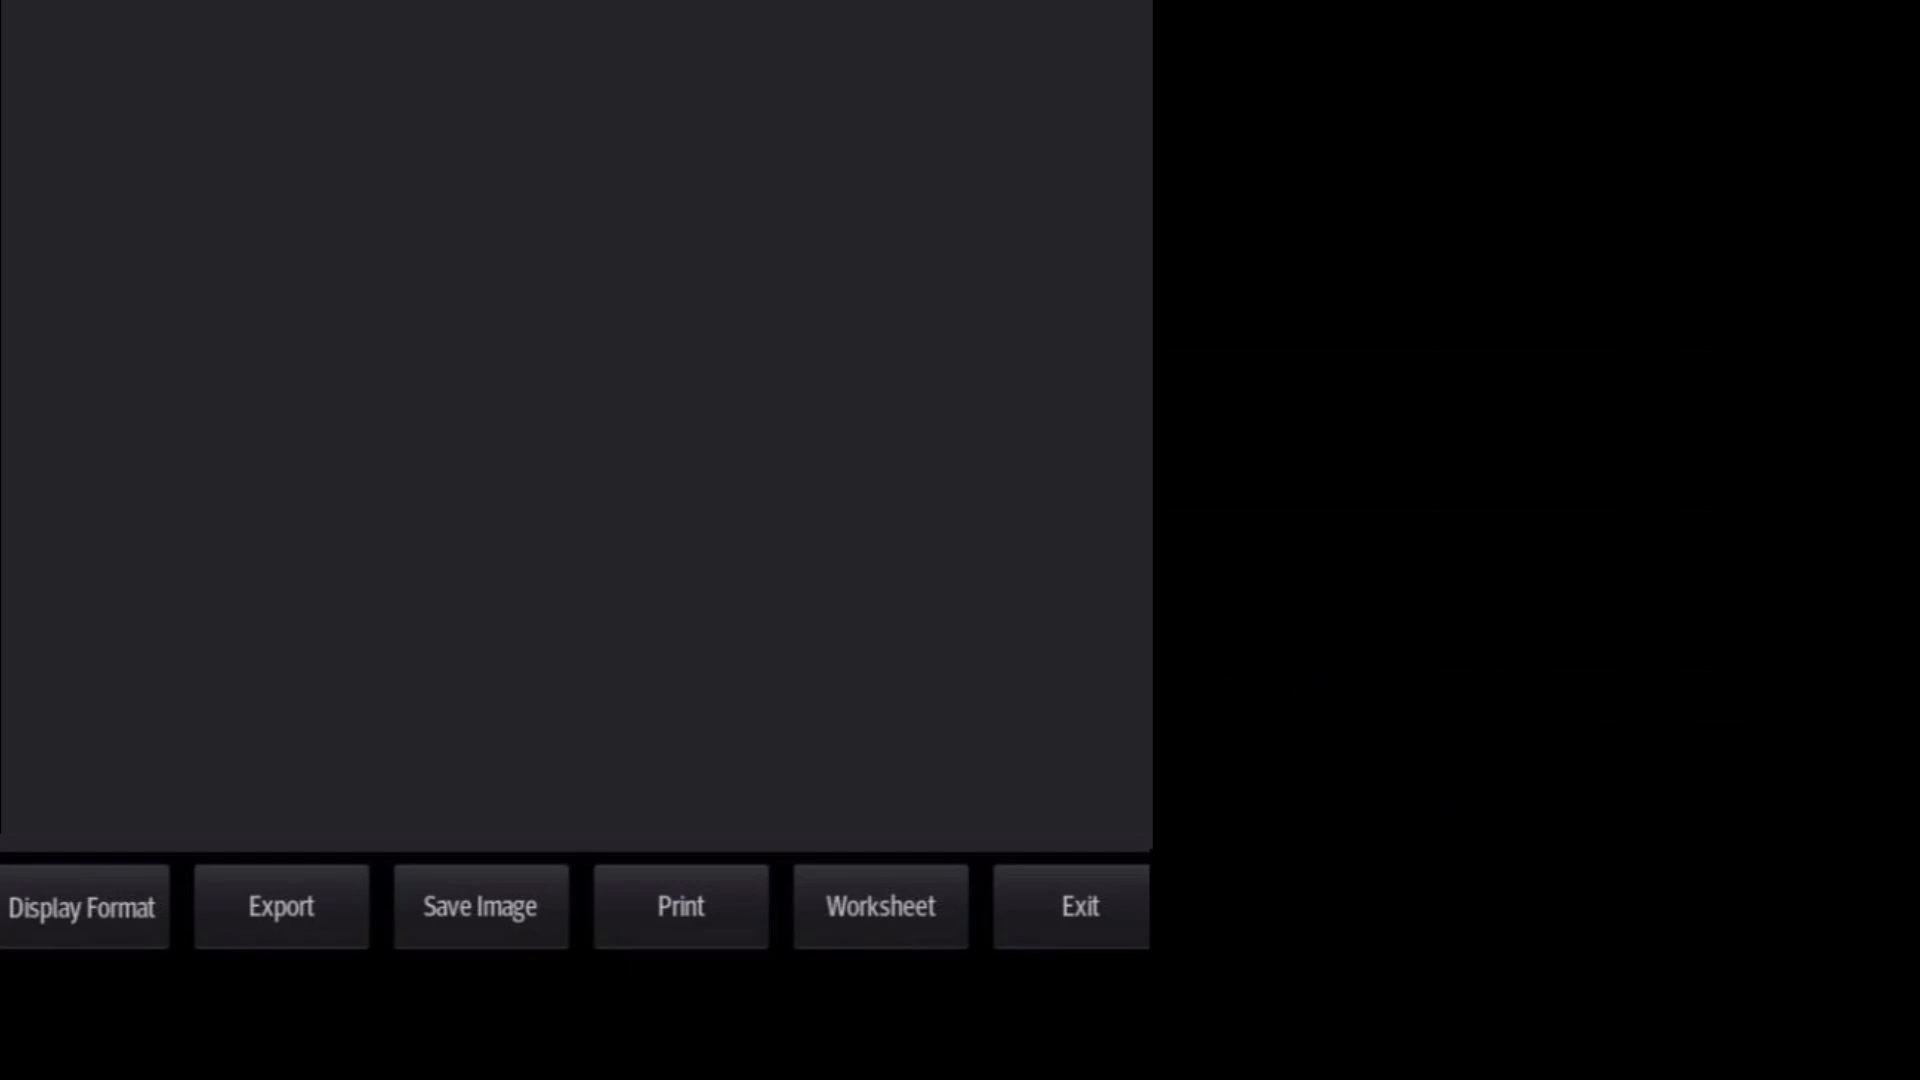 Display Format
Export
Save Image
Print
Worksheet
Exit